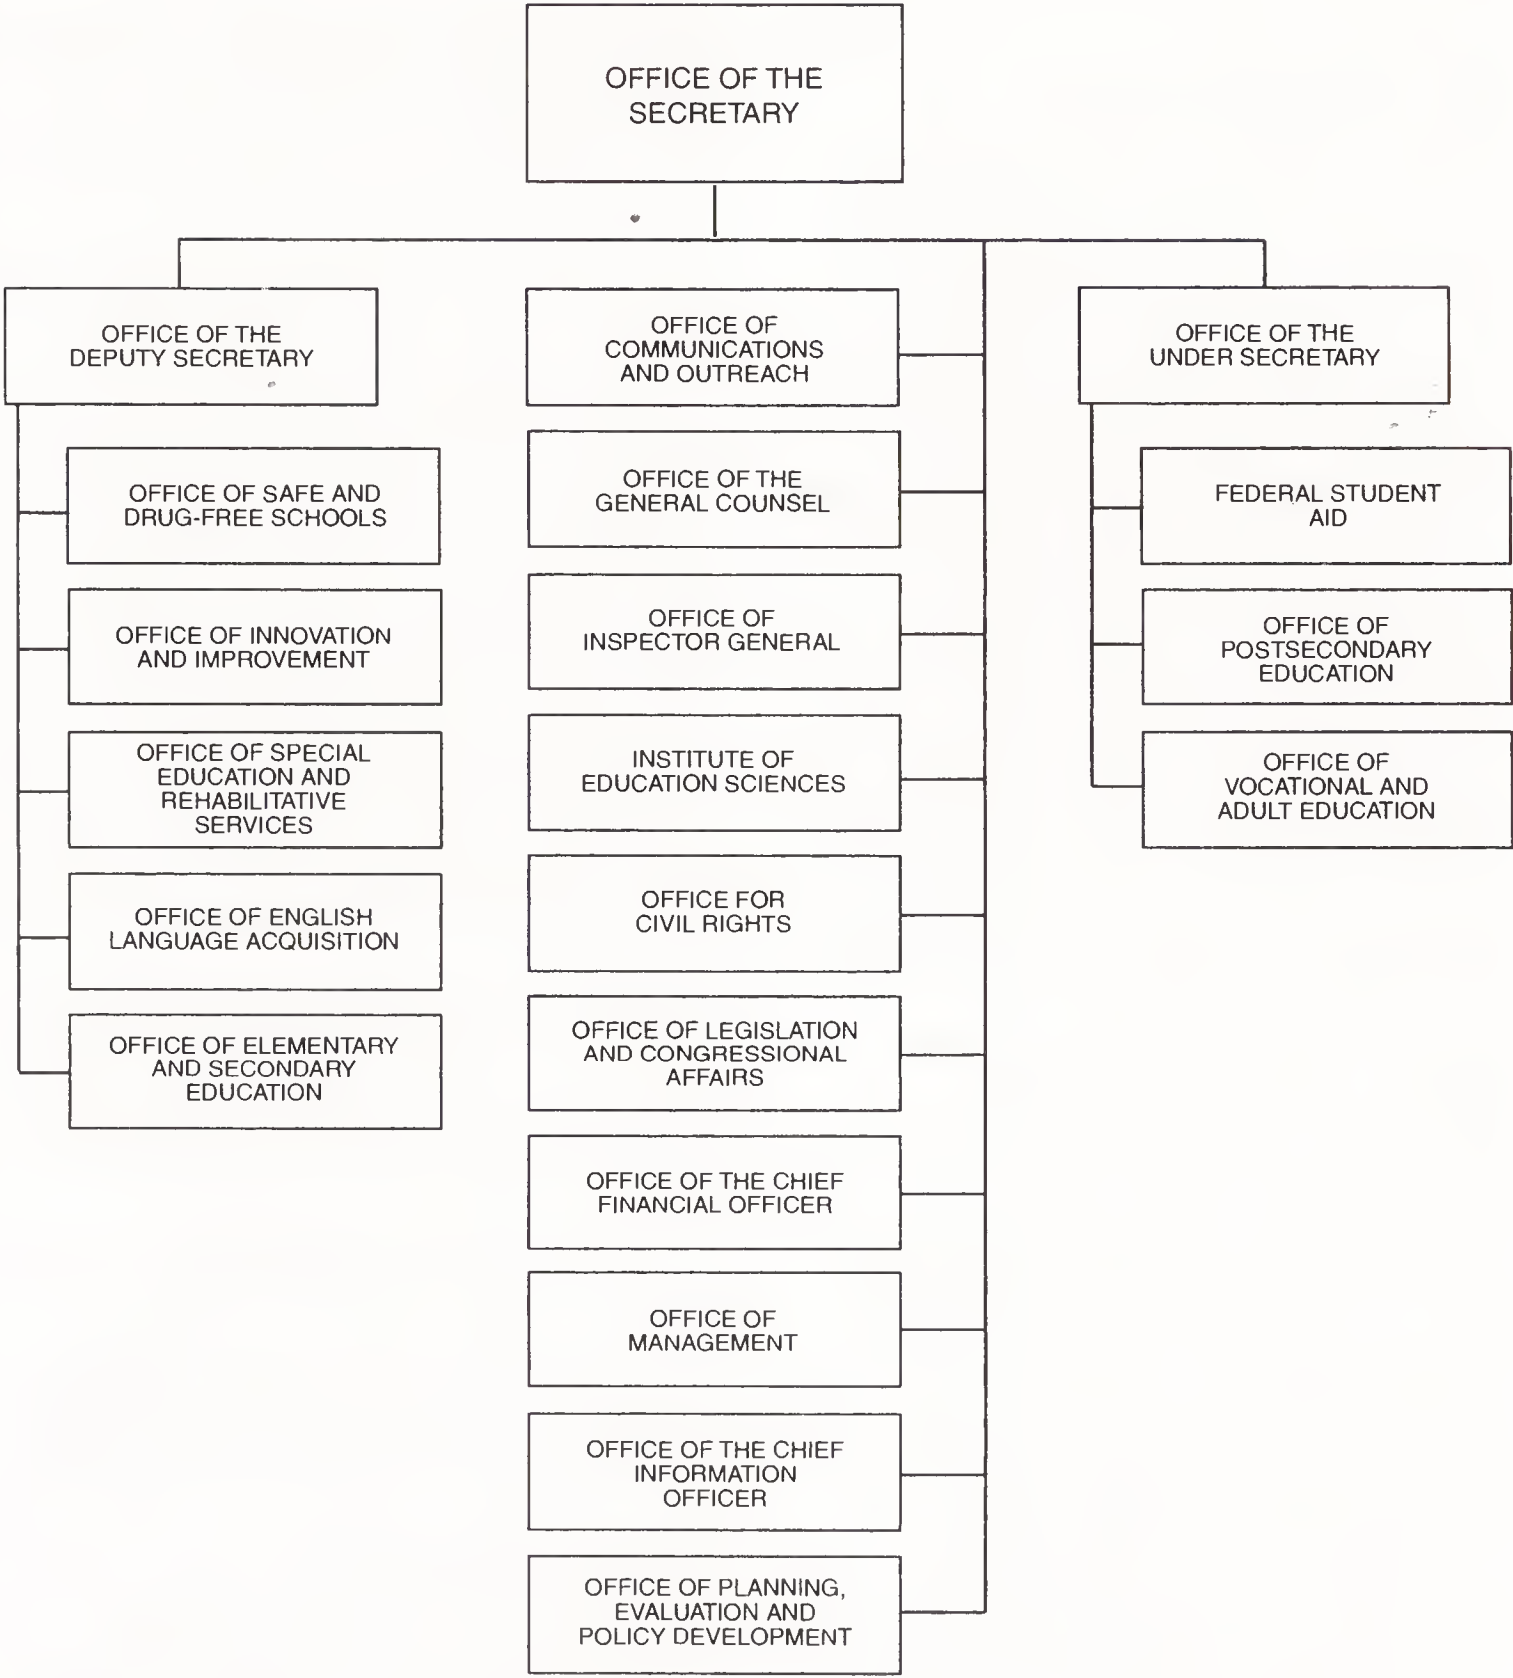 OFFICE OF THE
SECRETARY
OFFICE OF THE
DEPUTY SECRETARY
OFFICE OF SAFE AND
DRUG-FREE SCHOOLS
OFFICE OF INNOVATION
AND IMPROVEMENT
OFFICE OF SPECIAL
EDUCATION AND
REHABILITATIVE
SERVICES
OFFICE OF ENGLISH
LANGUAGE ACQUISITION
OFFICE OF ELEMENTARY
AND SECONDARY
EDUCATION
OFFICE OF
COMMUNICATIONS
AND OUTREACH
OFFICE OF THE
GENERAL COUNSEL
OFFICE OF
INSPECTOR GENERAL
INSTITUTE OF
EDUCATION SCIENCES
OFFICE FOR
CIVIL RIGHTS
OFFICE OF LEGISLATION
AND CONGRESSIONAL
AFFAIRS
OFFICE OF THE CHIEF
FINANCIAL OFFICER
OFFICE OF
MANAGEMENT
OFFICE OF THE CHIEF
INFORMATION
OFFICER
OFFICE OF PLANNING,
EVALUATION AND
POLICY DEVELOPMENT
OFFICE OF THE
UNDER SECRETARY
FEDERAL STUDENT
AID
OFFICE OF
POSTSECONDARY
EDUCATION
OFFICE OF
VOCATIONAL AND
ADULT EDUCATION